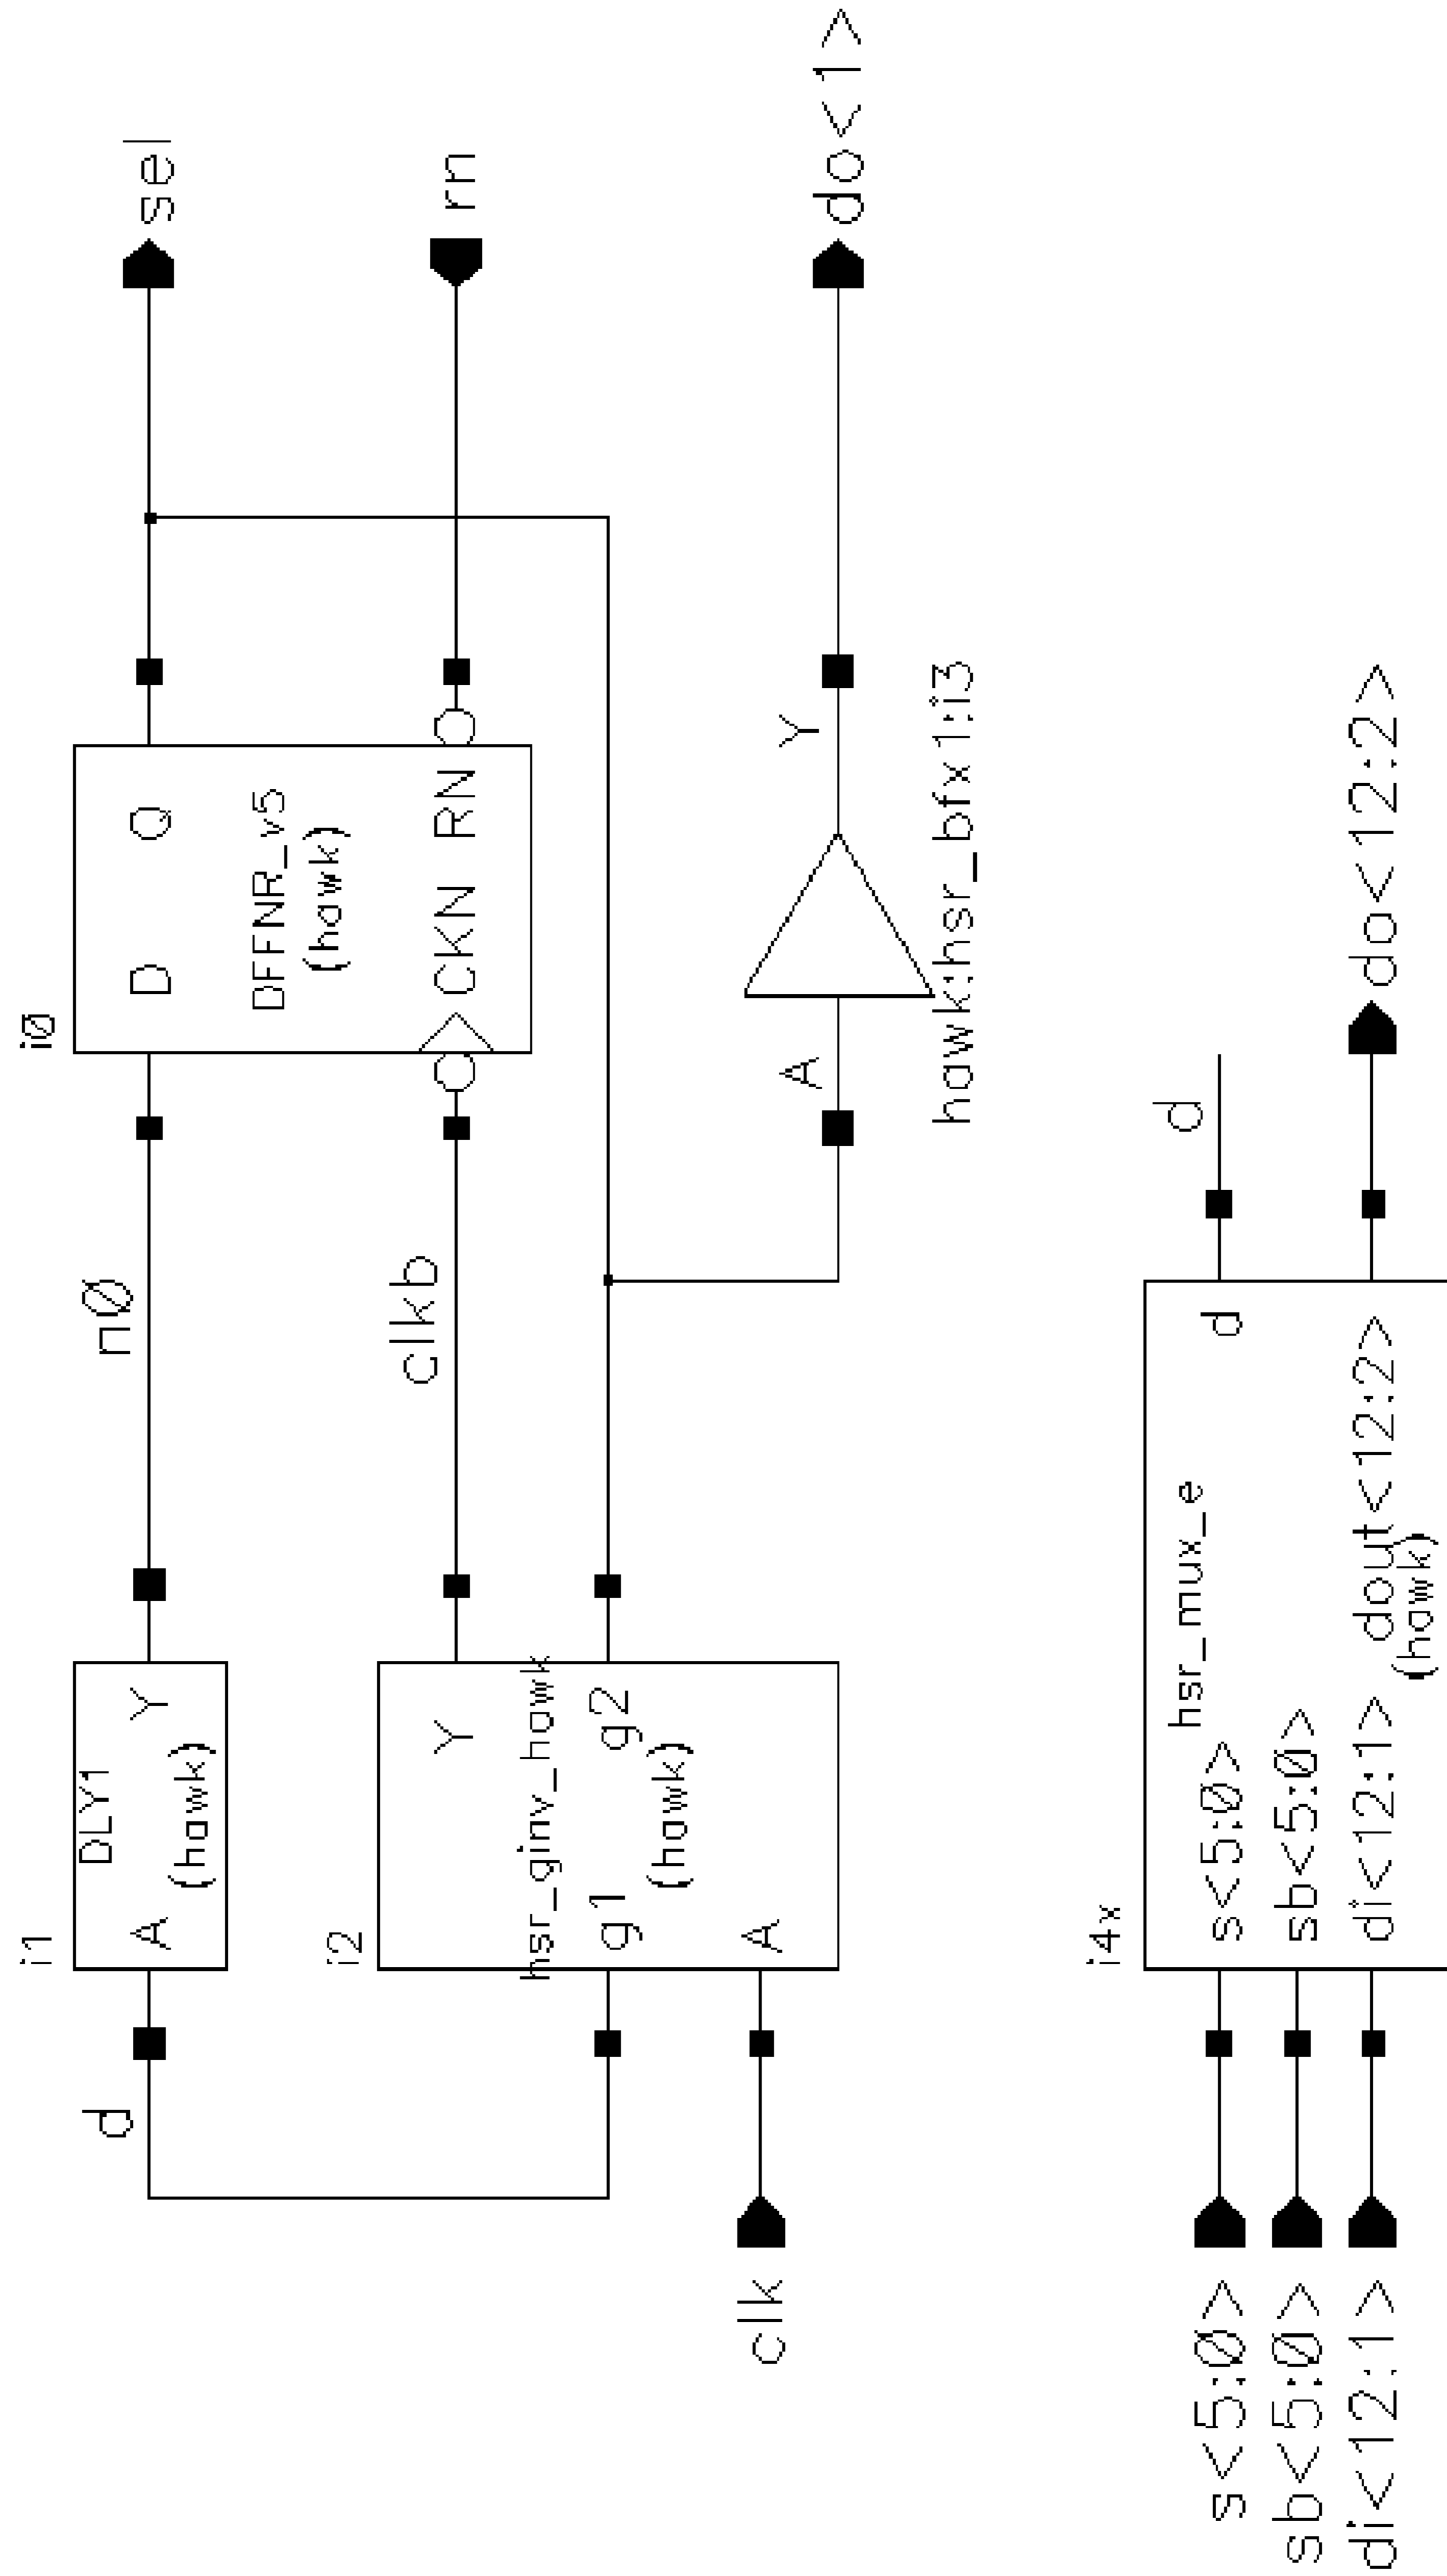 i1
DLY1
A Y
(hawk)
d
n0
i0
D Q
DFFNR_v5
(hawk)
CKN RN
sel
rn
i2
Y
hsr_ginv_hawk
g1 g2
(hawk)
A
clk
clkb
A Y
hawk:hsr_bfx1:i3
do<1>
i4x
hsr_mux_e
s<5:0> s<5:0> d d
sb<5:0> sb<5:0>
di<12:1> di<12:1> dout<12:2> do<12:2>
(hawk)